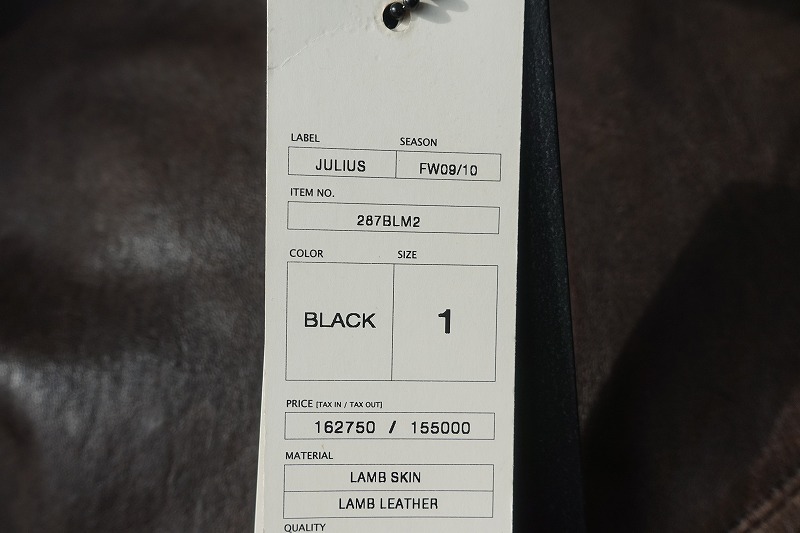 LABEL SEASON
JULIUS FW09/10
ITEM NO.
287BLM2
COLOR SIZE
BLACK 1
PRICE [TAX IN / TAX OUT]
162750 / 155000
MATERIAL
LAMB SKIN
LAMB LEATHER
QUALITY